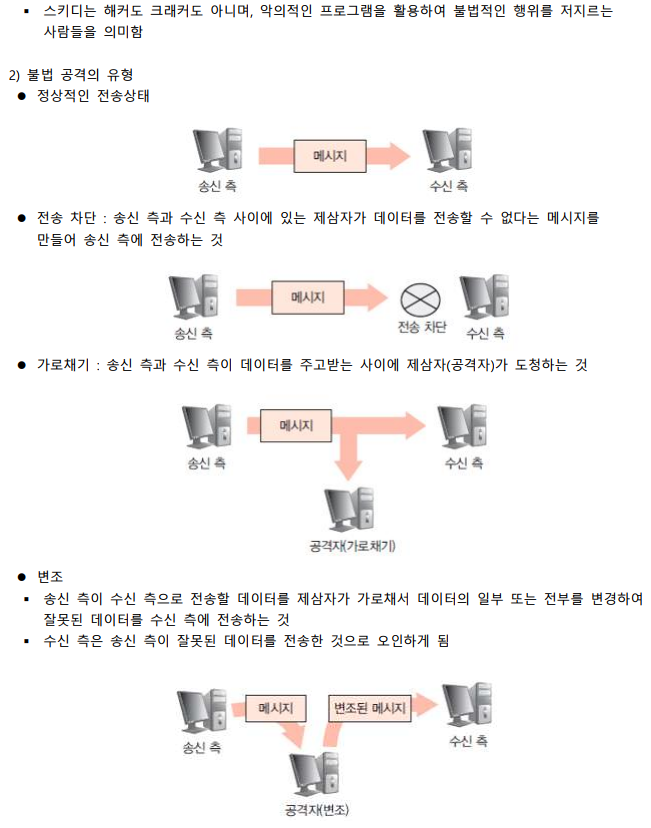 ▪ 스키디는 해커도 크래커도 아니며, 악의적인 프로그램을 활용하여 불법적인 행위를 저지르는
사람들을 의미함
2) 불법 공격의 유형
● 정상적인 전송상태
메시지
송신 측 수신 측
● 전송 차단 : 송신 측과 수신 측 사이에 있는 제삼자가 데이터를 전송할 수 없다는 메시지를
만들어 송신 측에 전송하는 것
메시지
송신 측 전송 차단 수신 측
● 가로채기 : 송신 측과 수신 측이 데이터를 주고받는 사이에 제삼자(공격자)가 도청하는 것
메시지
송신 측 수신 측
공격자(가로채기)
● 변조
▪ 송신 측이 수신 측으로 전송할 데이터를 제삼자가 가로채서 데이터의 일부 또는 전부를 변경하여
잘못된 데이터를 수신 측에 전송하는 것
▪ 수신 측은 송신 측이 잘못된 데이터를 전송한 것으로 오인하게 됨
메시지 변조된 메시지
송신 측 수신 측
공격자(변조)